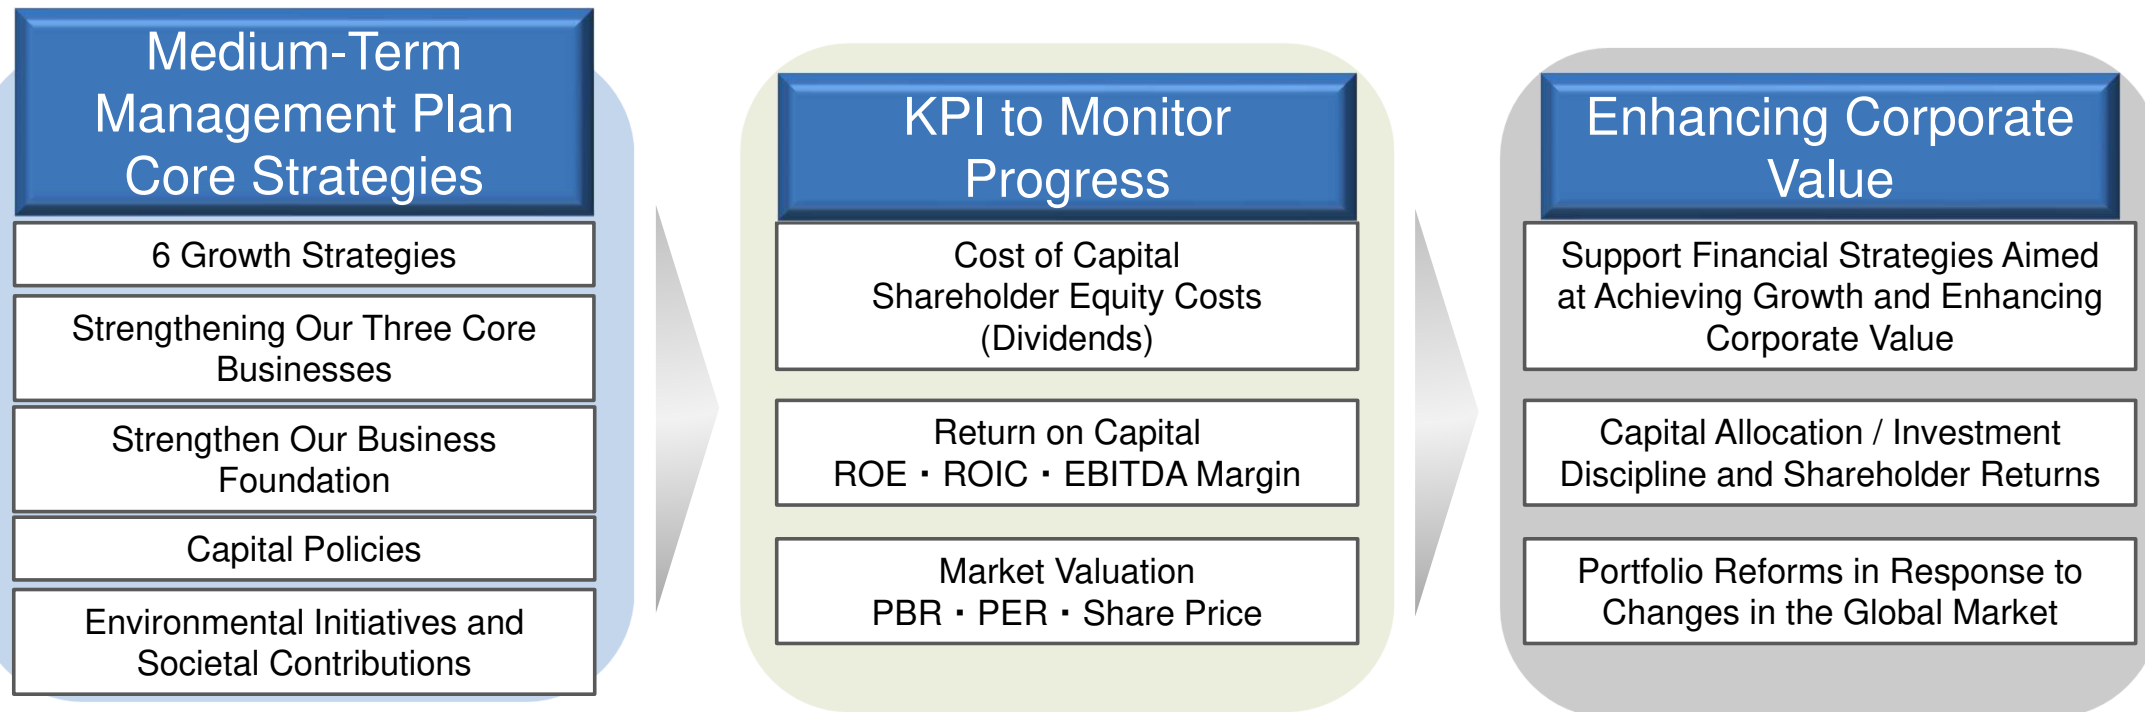 Medium-Term
Management Plan
Core Strategies
6 Growth Strategies
Strengthening Our Three Core
Businesses
Strengthen Our Business
Foundation
Capital Policies
Environmental Initiatives and
Societal Contributions
KPI to Monitor
Progress
Cost of Capital
Shareholder Equity Costs
(Dividends)
Return on Capital
ROE・ROIC・EBITDA Margin
Market Valuation
PBR・PER・Share Price
Enhancing Corporate
Value
Support Financial Strategies Aimed
at Achieving Growth and Enhancing
Corporate Value
Capital Allocation / Investment
Discipline and Shareholder Returns
Portfolio Reforms in Response to
Changes in the Global Market